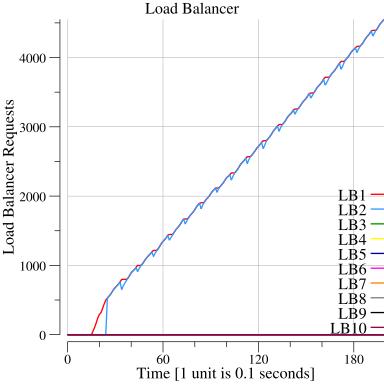 Load Balancer
Load Balancer Requests
4000
3000
2000
1000
0
LB1
LB2
LB3
LB4
LB5
LB6
LB7
LB8
LB9
LB10
0 60 120 180
Time [1 unit is 0.1 seconds]